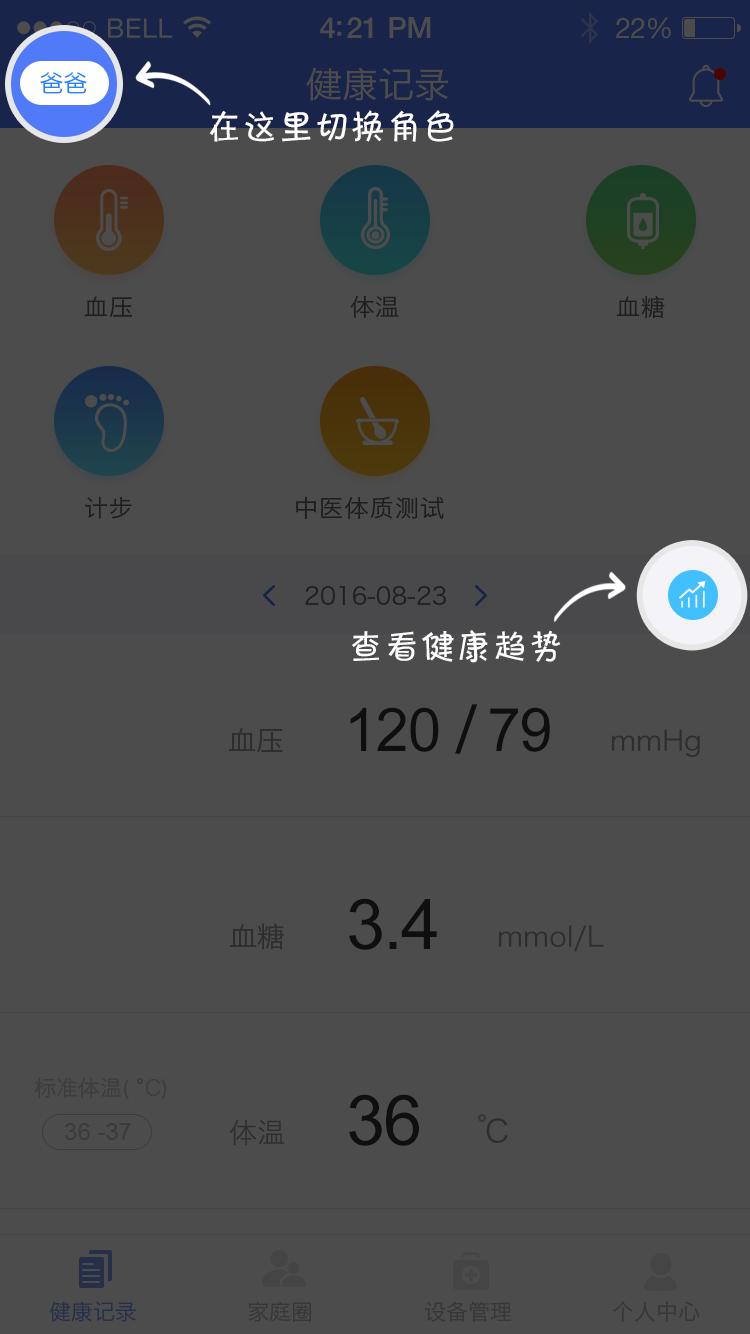 BELL 4:21 PM 22%
爸爸 健康记录
在这里切换角色
血压 体温 血糖
计步 中医体质测试
2016-08-23
查看健康趋势
血压 120 / 79 mmHg
血糖 3.4 mmol/L
标准体温( °C)
36 -37 体温 36 °C
健康记录 家庭圈 设备管理 个人中心